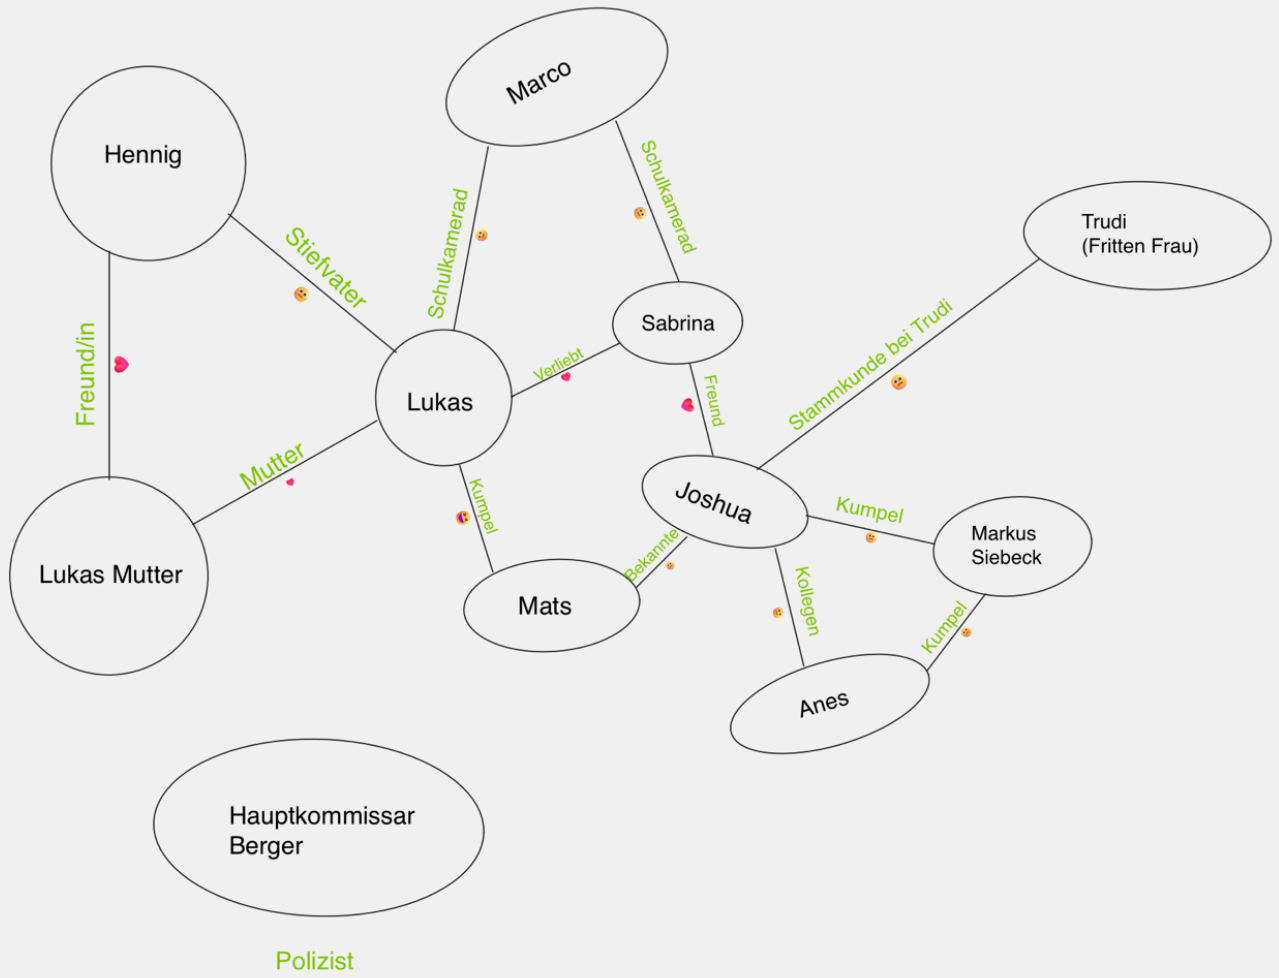 Marco
Hennig
Schulkamerad
Schulkamerad
Stiefvater
Trudi
(Fritten Frau)
Sabrina
Freund/in
Verliebt
Stammkunde bei Trudi
Lukas
Freund
Mutter
Kumpel
Joshua
Kumpel
Markus
Siebeck
Bekannte
Lukas Mutter
Mats
Kollegen
Kumpel
Anes
Hauptkommissar
Berger
Polizist